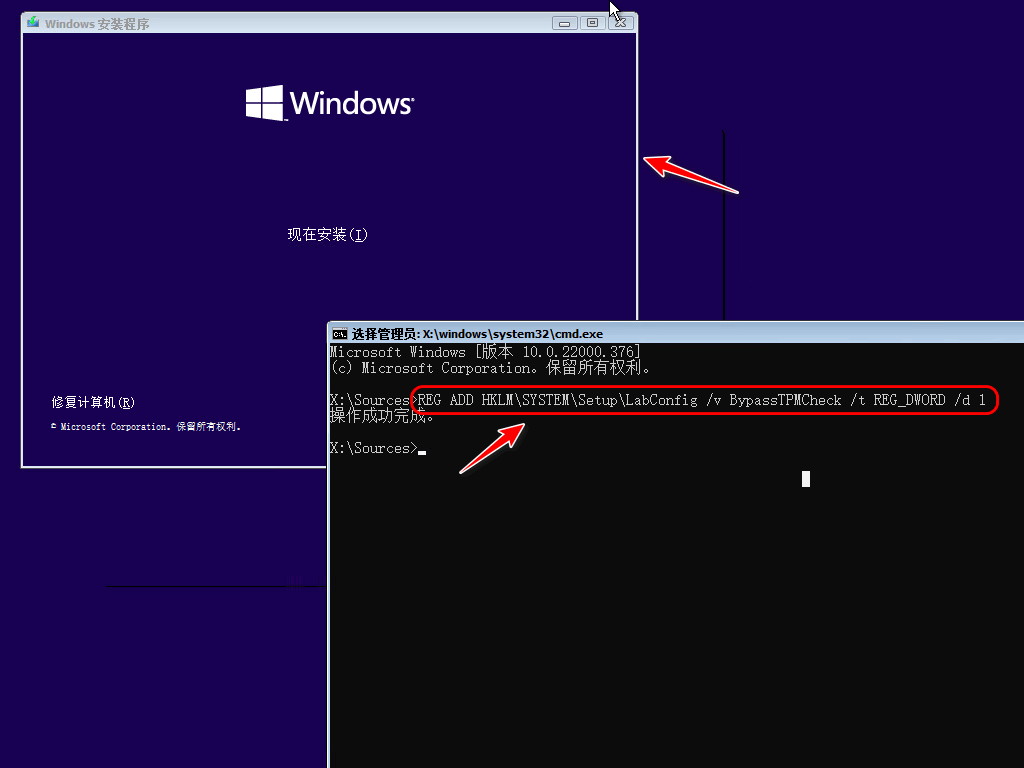 Windows 安装程序
Windows
现在安装(I)
修复计算机(R)
© Microsoft Corporation。保留所有权利。
选择管理员: X:\windows\system32\cmd.exe
Microsoft Windows [版本 10.0.22000.376]
(c) Microsoft Corporation。保留所有权利。
X:\Sources>REG ADD HKLM\SYSTEM\Setup\LabConfig /v BypassTPMCheck /t REG_DWORD /d 1
操作成功完成。
X:\Sources>